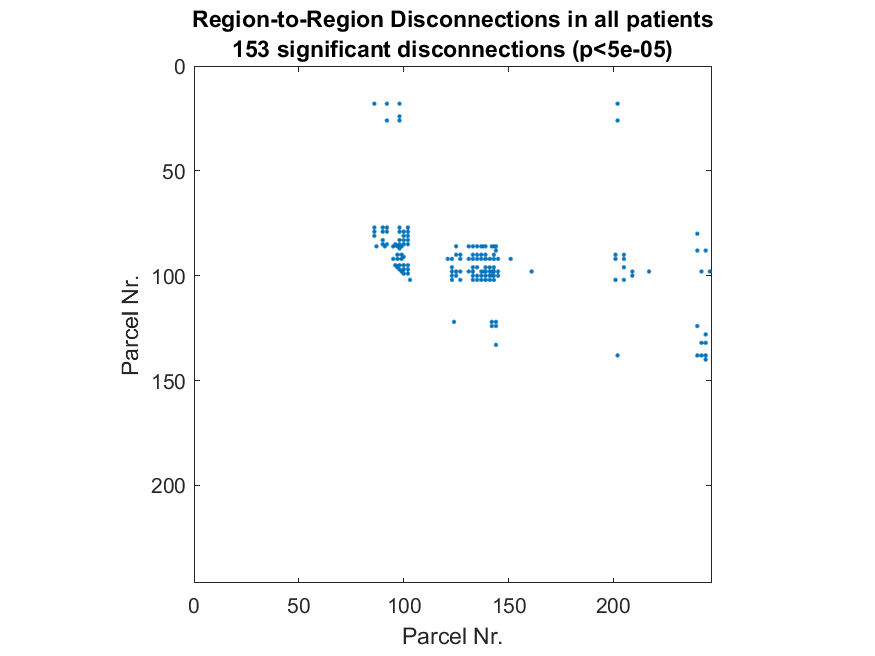 Region-to-Region Disconnections in all patients
153 significant disconnections (p<5e-05)
0
50
100
150
200
Parcel Nr.
0
50
100
150
200
Parcel Nr.